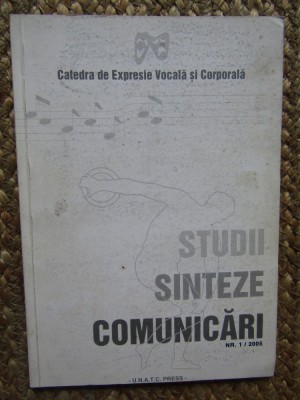 Catedra de Expresie Vocală și Corporală
STUDII
SINTEZE
COMUNICĂRI
NR. 1 / 2005
- U.N.A.T.C. PRESS -